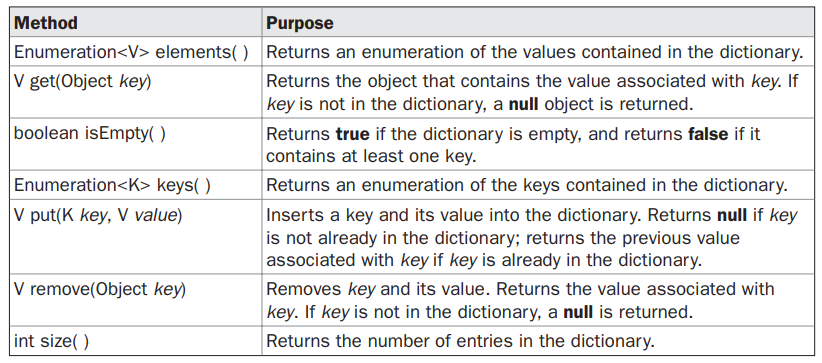 Method Purpose
Enumeration<V> elements( ) Returns an enumeration of the values contained in the dictionary.
V get(Object key) Returns the object that contains the value associated with key. If
key is not in the dictionary, a null object is returned.
boolean isEmpty( ) Returns true if the dictionary is empty, and returns false if it
contains at least one key.
Enumeration<K> keys( ) Returns an enumeration of the keys contained in the dictionary.
V put(K key, V value) Inserts a key and its value into the dictionary. Returns null if key
is not already in the dictionary; returns the previous value
associated with key if key is already in the dictionary.
V remove(Object key) Removes key and its value. Returns the value associated with
key. If key is not in the dictionary, a null is returned.
int size( ) Returns the number of entries in the dictionary.